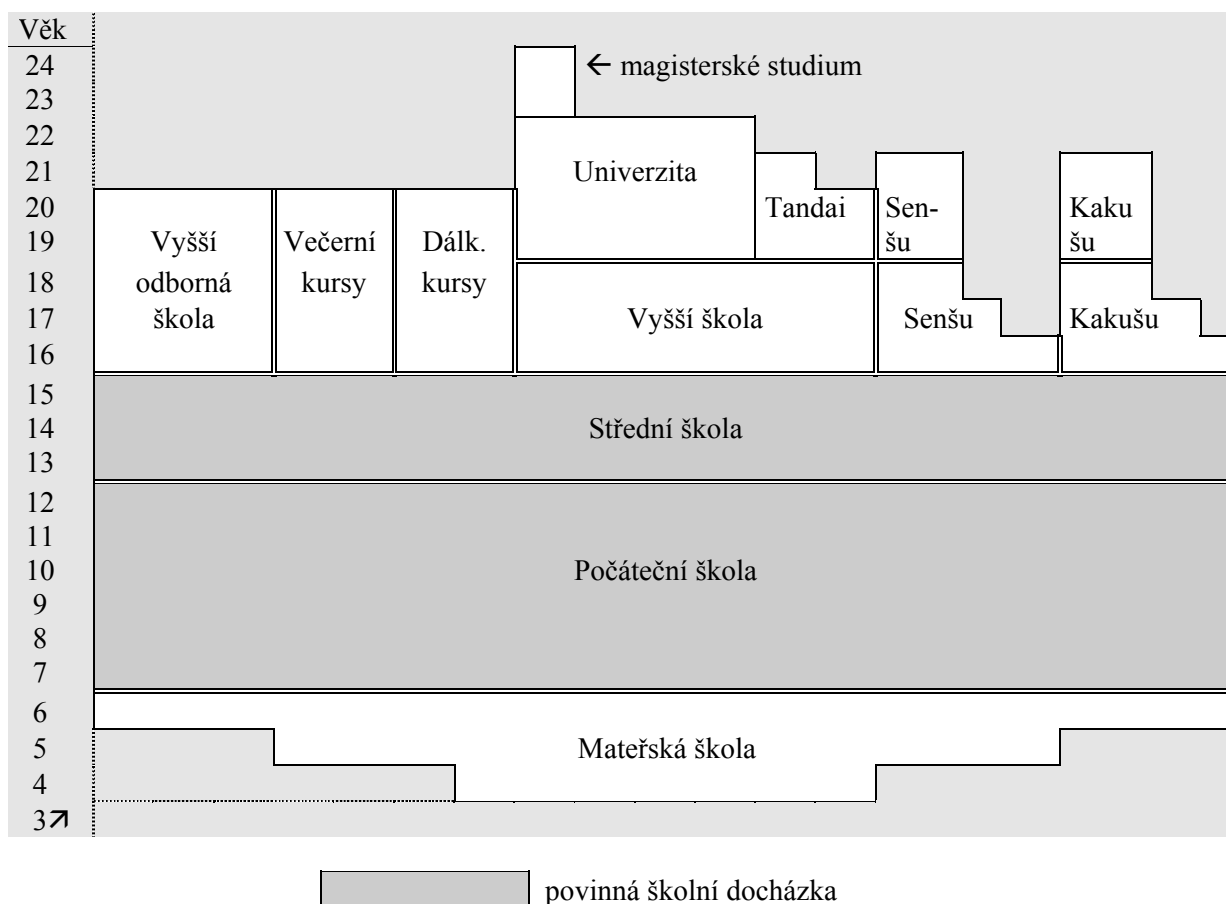 Věk
24 ← magisterské studium
23
22
21 Univerzita
20 Tandai Sen- Kaku
19 Vyšší Večerní Dálk. šu šu
18 odborná kursy kursy
17 škola Vyšší škola Senšu Kakušu
16
15
14 Střední škola
13
12
11
10 Počáteční škola
9
8
7
6
5 Mateřská škola
4
3↗
povinná školní docházka